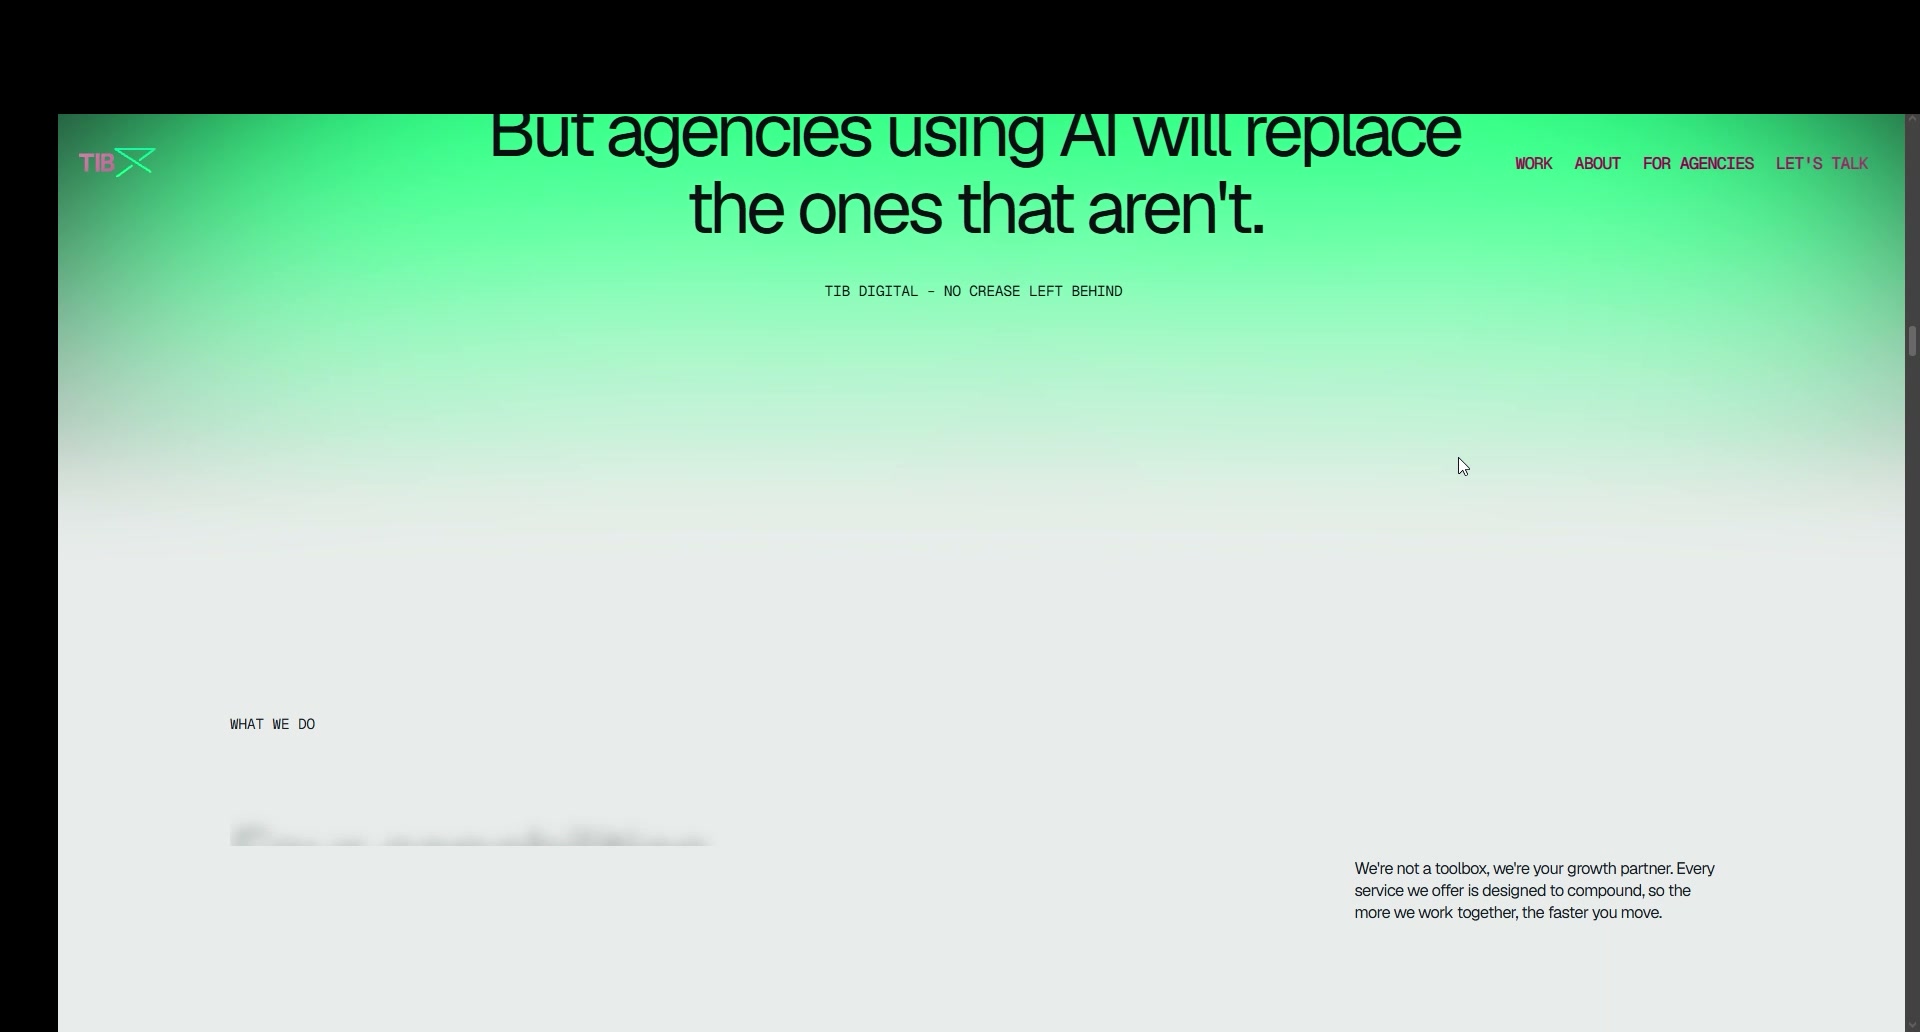 But agencies using AI will replace
the ones that aren't.
TIB
WORK ABOUT FOR AGENCIES LET'S TALK
TIB DIGITAL – NO CREASE LEFT BEHIND
WHAT WE DO
We're not a toolbox, we're your growth partner. Every
service we offer is designed to compound, so the
more we work together, the faster you move.